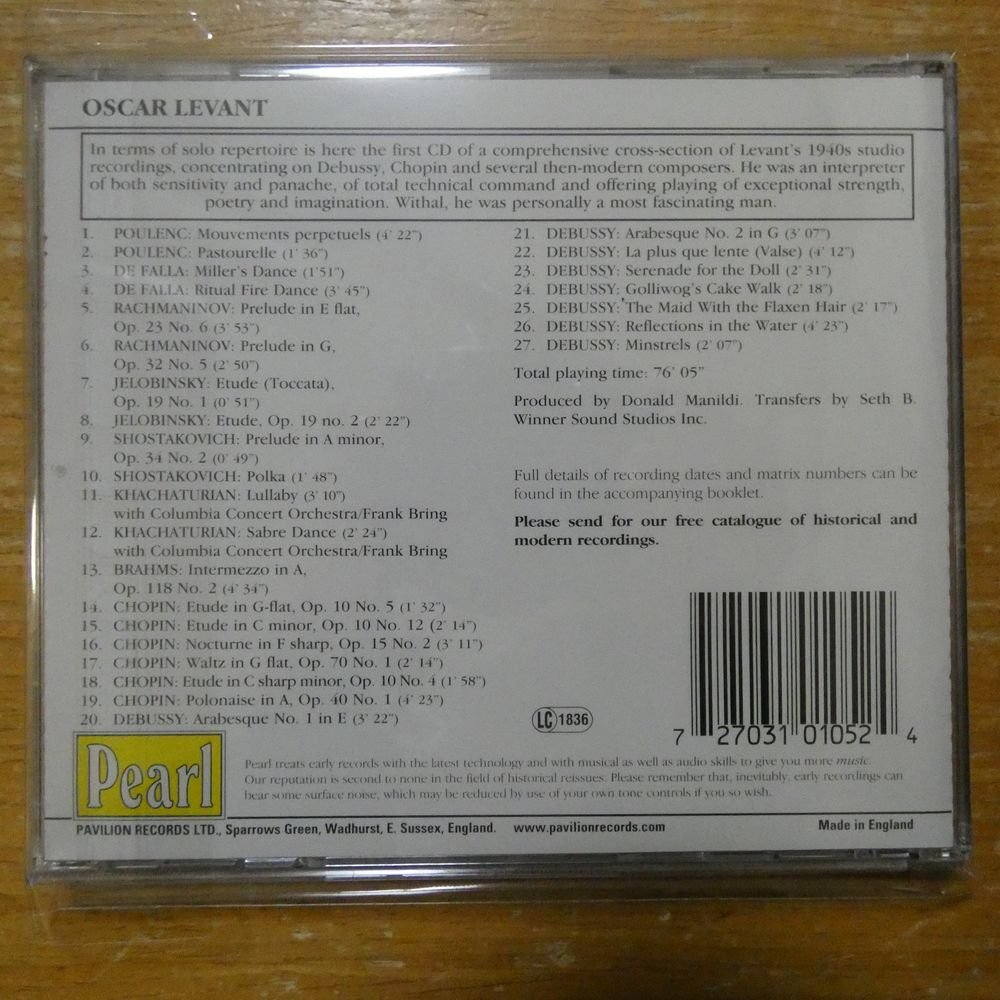 OSCAR LEVANT
In terms of solo repertoire is here the first CD of a comprehensive cross-section of Levant's 1940s studio
recordings, concentrating on Debussy, Chopin and several then-modern composers. He was an interpreter
of both sensitivity and panache, of total technical command and offering playing of exceptional strength,
poetry and imagination. Withal, he was personally a most fascinating man.
1. POULENC: Mouvements perpetuels (4' 22")
2. POULENC: Pastourelle (1' 36")
3. DE FALLA: Miller's Dance (1'51")
4. DE FALLA: Ritual Fire Dance (3' 45")
5. RACHMANINOV: Prelude in E flat,
Op. 23 No. 6 (3' 53")
6. RACHMANINOV: Prelude in G,
Op. 32 No. 5 (2' 50")
7. JELOBINSKY: Etude (Toccata),
Op. 19 No. 1 (0' 51")
8. JELOBINSKY: Etude, Op. 19 no. 2 (2' 22")
9. SHOSTAKOVICH: Prelude in A minor,
Op. 34 No. 2 (0' 49")
10. SHOSTAKOVICH: Polka (1' 48")
11. KHACHATURIAN: Lullaby (3' 10")
with Columbia Concert Orchestra/Frank Bring
12. KHACHATURIAN: Sabre Dance (2' 24")
with Columbia Concert Orchestra/Frank Bring
13. BRAHMS: Intermezzo in A,
Op. 118 No. 2 (4' 34")
14. CHOPIN: Etude in G-flat, Op. 10 No. 5 (1' 32")
15. CHOPIN: Etude in C minor, Op. 10 No. 12 (2' 14")
16. CHOPIN: Nocturne in F sharp, Op. 15 No. 2 (3' 11")
17. CHOPIN: Waltz in G flat, Op. 70 No. 1 (2' 14")
18. CHOPIN: Etude in C sharp minor, Op. 10 No. 4 (1' 58")
19. CHOPIN: Polonaise in A, Op. 40 No. 1 (4' 23")
20. DEBUSSY: Arabesque No. 1 in E (3' 22")
21. DEBUSSY: Arabesque No. 2 in G (3' 07")
22. DEBUSSY: La plus que lente (Valse) (4' 12")
23. DEBUSSY: Serenade for the Doll (2' 31")
24. DEBUSSY: Golliwog's Cake Walk (2' 18")
25. DEBUSSY: The Maid With the Flaxen Hair (2' 17")
26. DEBUSSY: Reflections in the Water (4' 23")
27. DEBUSSY: Minstrels (2' 07")
Total playing time: 76' 05"
Produced by Donald Manildi. Transfers by Seth B.
Winner Sound Studios Inc.
Full details of recording dates and matrix numbers can be
found in the accompanying booklet.
Please send for our free catalogue of historical and
modern recordings.
LC 1836
7 27031 01052 4
Pearl
Pearl treats early records with the latest technology and with musical as well as audio skills to give you more music.
Our reputation is second to none in the field of historical reissues. Please remember that, inevitably, early recordings can
bear some surface noise, which may be reduced by use of your own tone controls if you so wish.
PAVILION RECORDS LTD., Sparrows Green, Wadhurst, E. Sussex, England. www.pavilionrecords.com Made in England